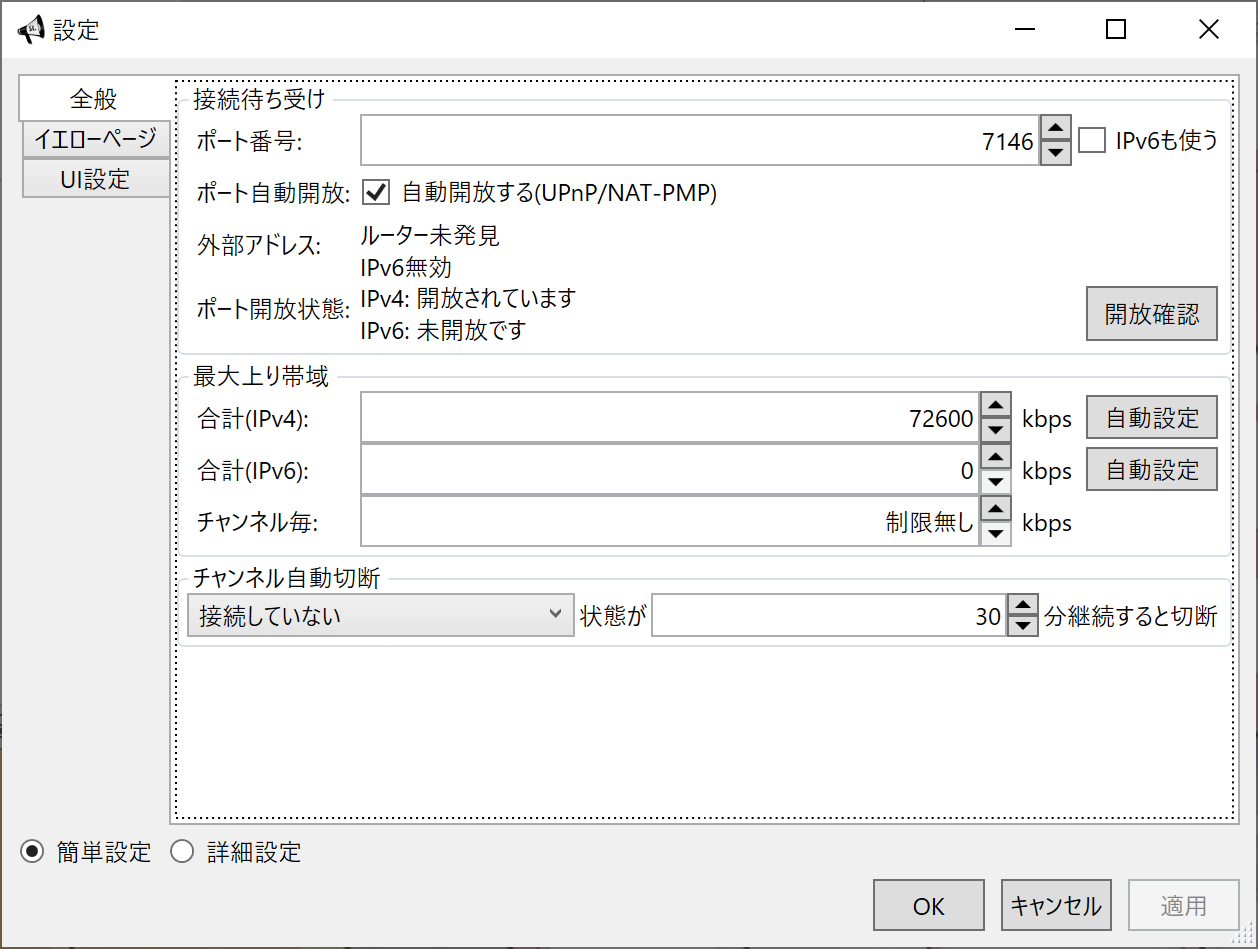 設定
全般
イエローページ
UI設定
接続待ち受け
ポート番号: 7146 IPv6も使う
ポート自動開放: 自動開放する(UPnP/NAT-PMP)
外部アドレス: ルーター未発見
IPv6無効
ポート開放状態: IPv4: 開放されています
IPv6: 未開放です
開放確認
最大上り帯域
合計(IPv4): 72600 kbps 自動設定
合計(IPv6): 0 kbps 自動設定
チャンネル毎: 制限無し kbps
チャンネル自動切断
接続していない 状態が 30 分継続すると切断
簡単設定 詳細設定
OK キャンセル 適用